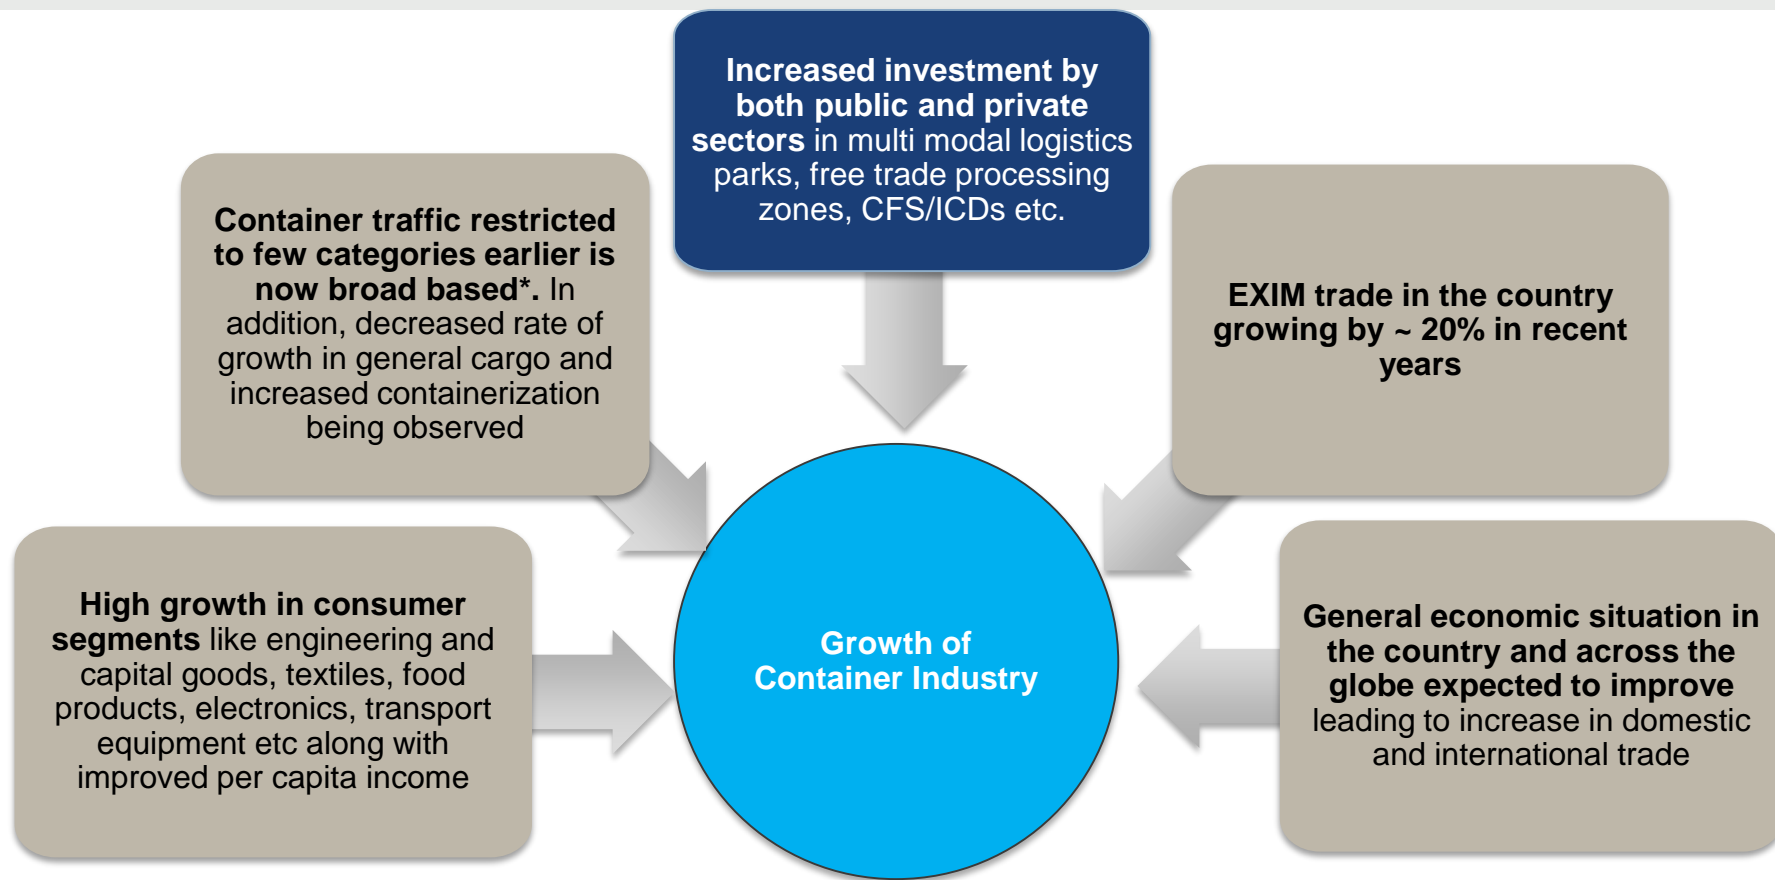 Increased investment by
both public and private
sectors in multi modal logistics
parks, free trade processing
zones, CFS/ICDs etc.
Container traffic restricted
to few categories earlier is
now broad based*. In
addition, decreased rate of
growth in general cargo and
increased containerization
being observed
EXIM trade in the country
growing by ~ 20% in recent
years
High growth in consumer
segments like engineering and
capital goods, textiles, food
products, electronics, transport
equipment etc along with
improved per capita income
Growth of
Container Industry
General economic situation in
the country and across the
globe expected to improve
leading to increase in domestic
and international trade